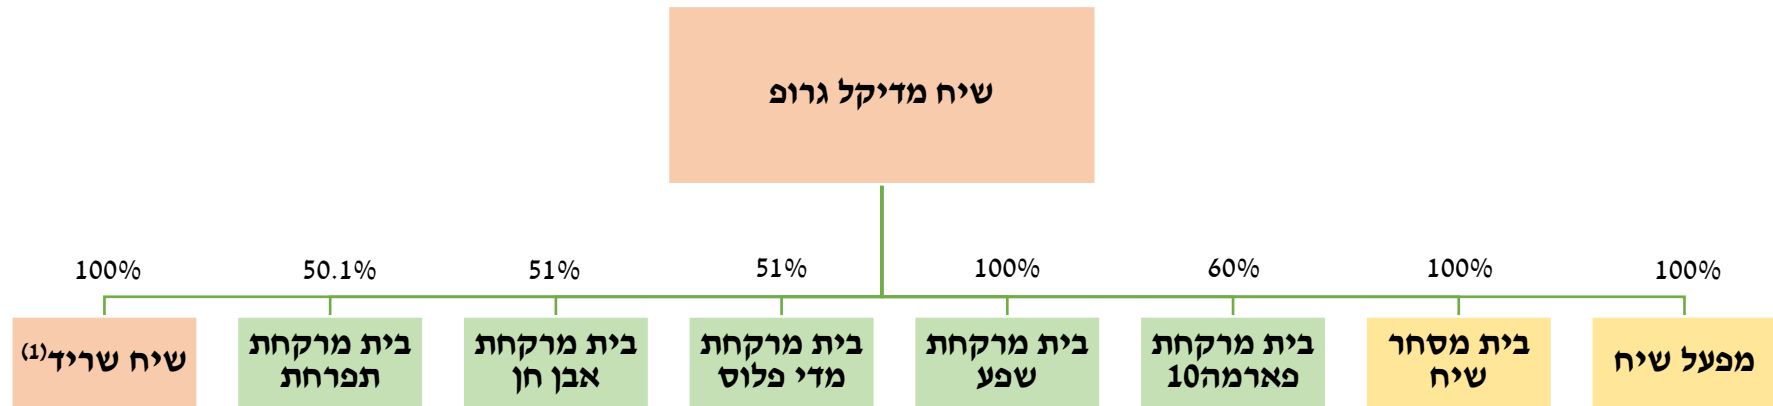 שיח מדיקל גרופ
100%
100%
60%
100%
51%
51%
50.1%
100%
מפעל שיח
בית מסחר
שיח
בית מרקחת
פארמה10
בית מרקחת
שפע
בית מרקחת
מדי פלוס
בית מרקחת
אבן חן
בית מרקחת
תפרחת
שיח שריד(1)